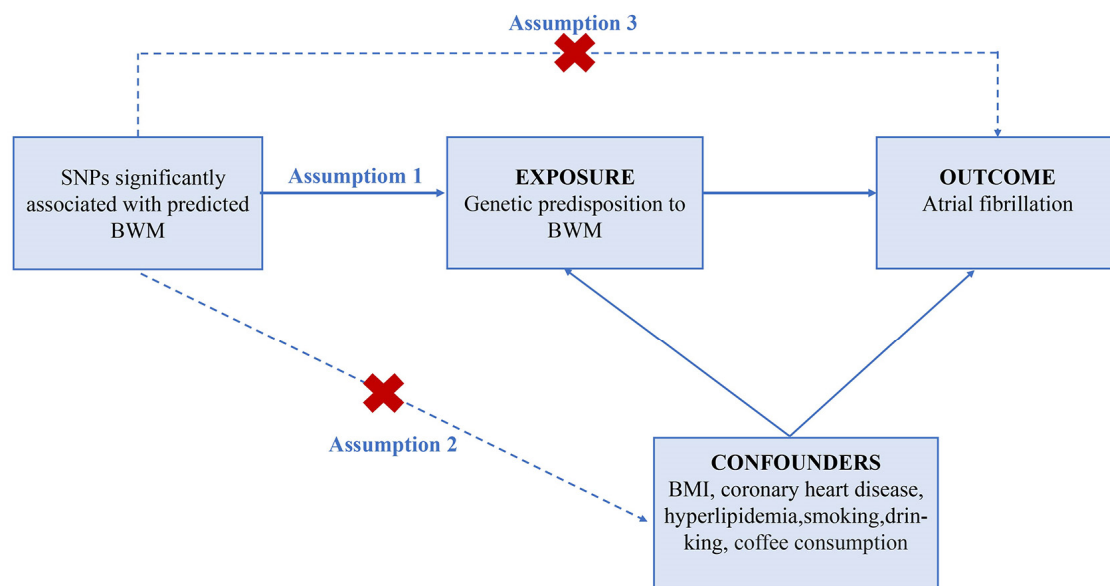 Assumption 3
SNPs significantly
associated with predicted
BWM
Assumptiom 1
EXPOSURE
Genetic predisposition to
BWM
OUTCOME
Atrial fibrillation
Assumption 2
CONFOUNDERS
BMI, coronary heart disease,
hyperlipidemia,smoking,drin-
king, coffee consumption